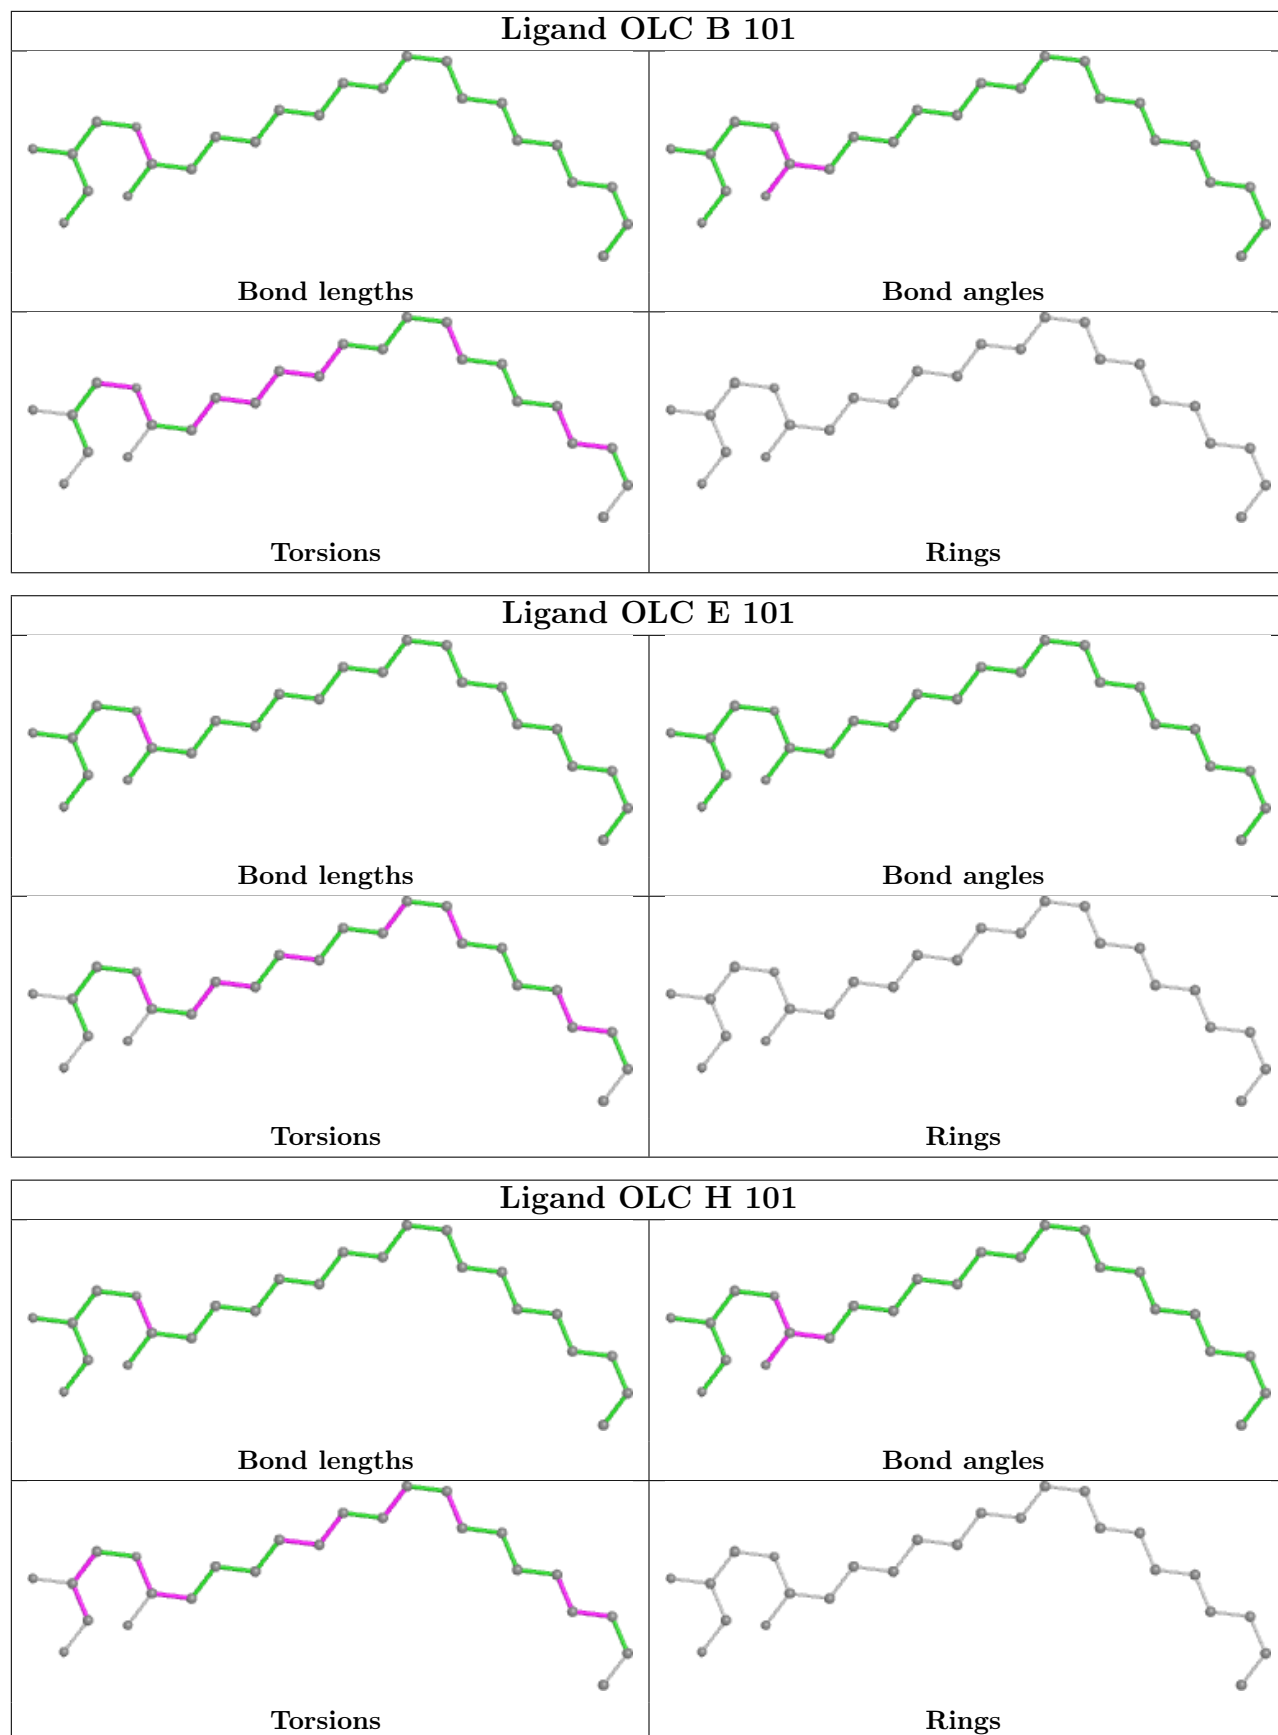 Ligand OLC B 101
Bond lengths
Bond angles
Torsions
Rings
Ligand OLC E 101
Bond lengths
Bond angles
Torsions
Rings
Ligand OLC H 101
Bond lengths
Bond angles
Torsions
Rings